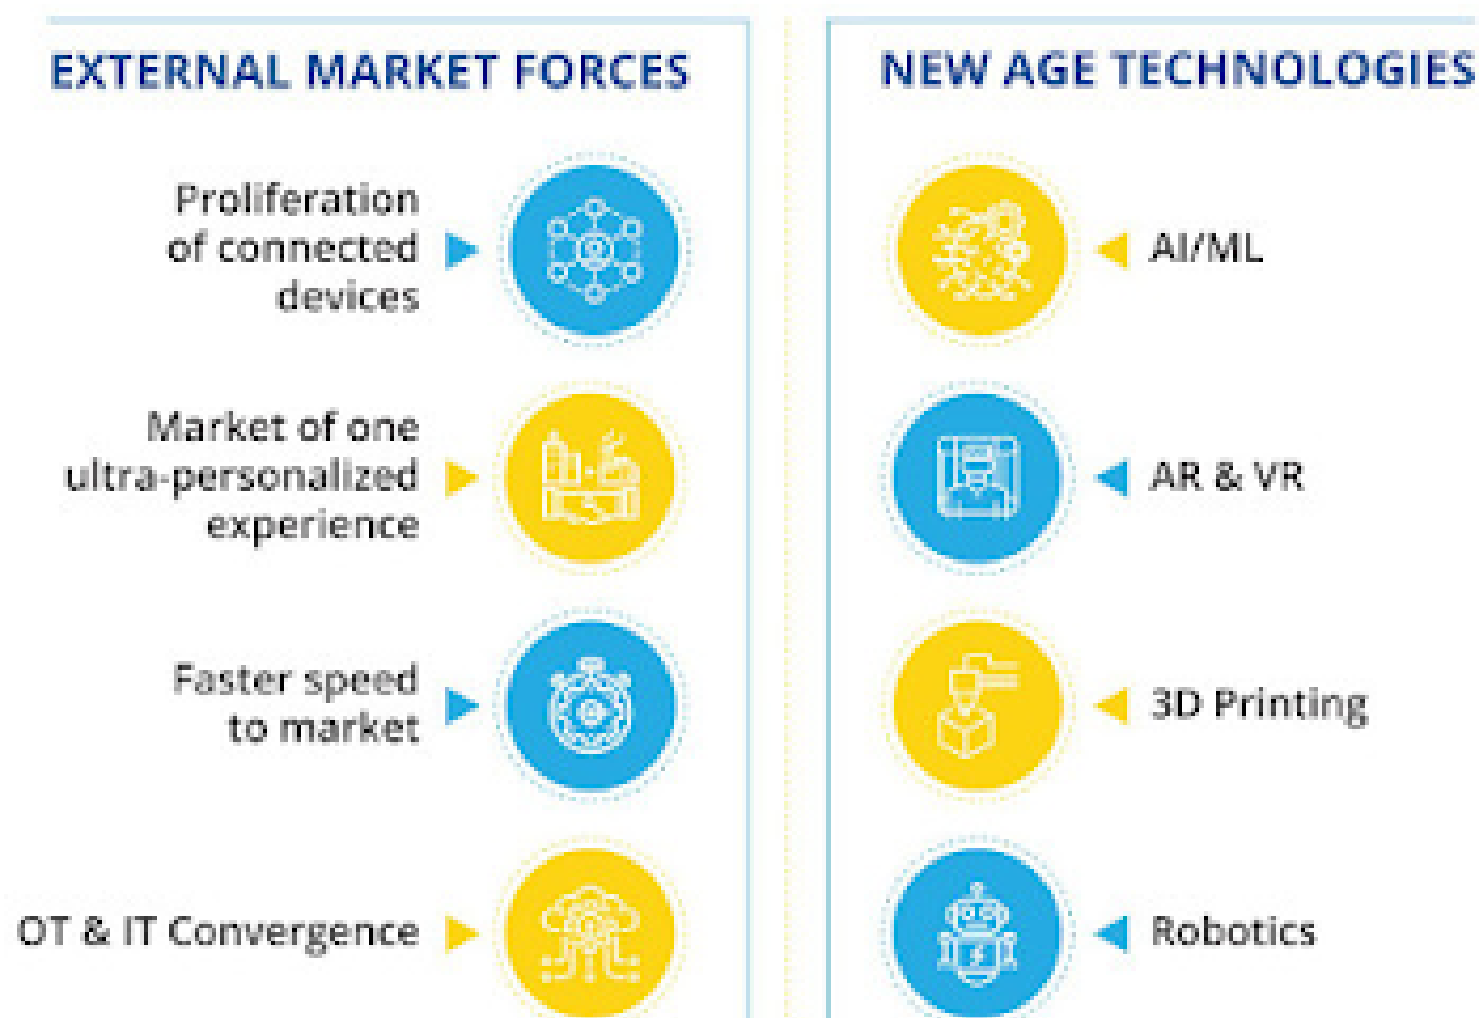 EXTERNAL MARKET FORCES
Proliferation
of connected
devices
Market of one
ultra-personalized
experience
Faster speed
to market
OT & IT Convergence
NEW AGE TECHNOLOGIES
AI/ML
AR & VR
3D Printing
Robotics